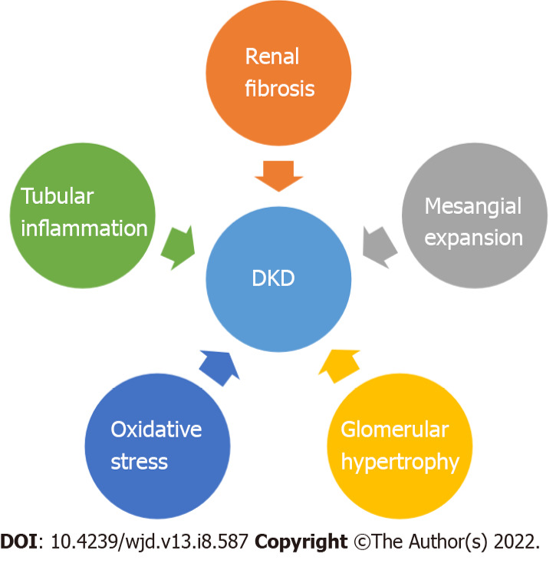 Renal
fibrosis
Tubular
inflammation
Mesangial
expansion
DKD
Oxidative
stress
Glomerular
hypertrophy
DOI: 10.4239/wjd.v13.i8.587 Copyright ©The Author(s) 2022.